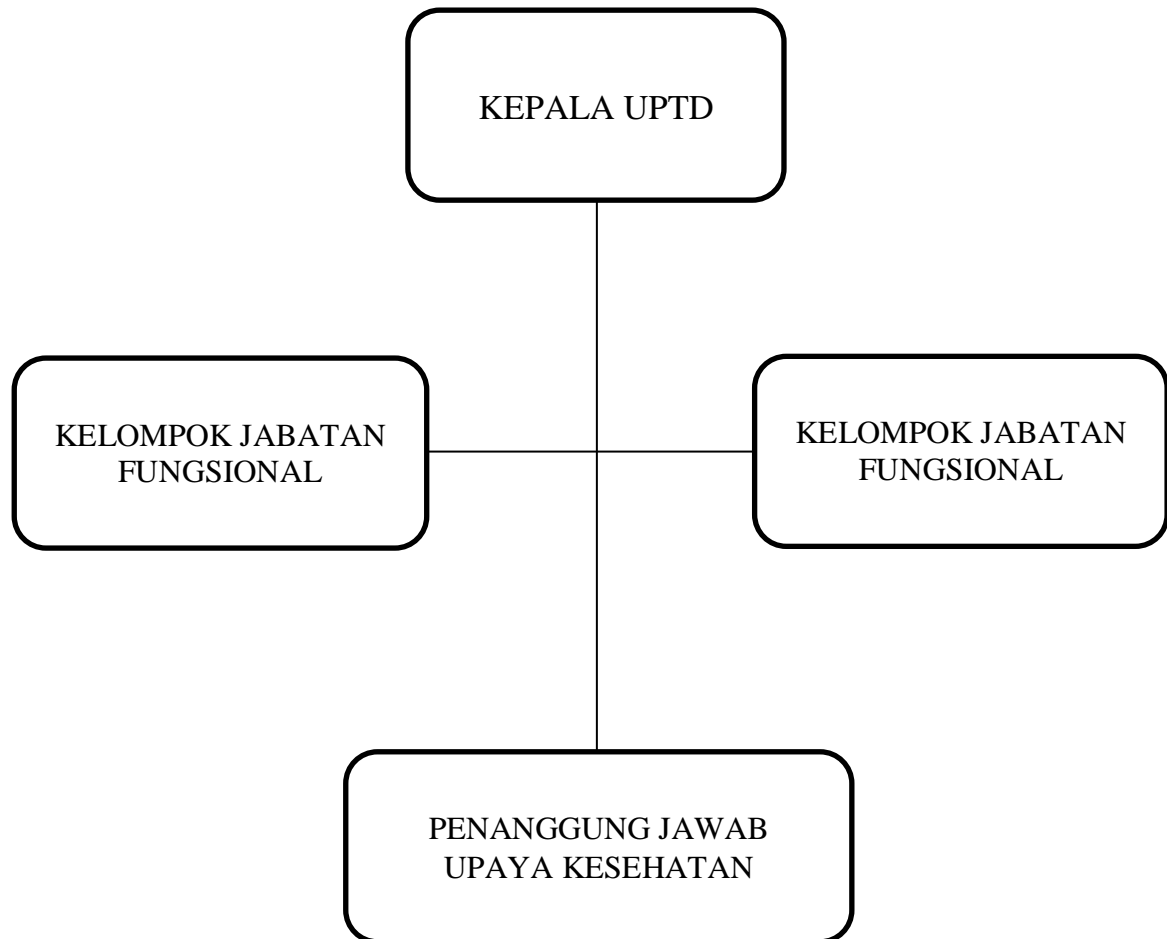 KEPALA UPTD
KELOMPOK JABATAN
FUNGSIONAL
KELOMPOK JABATAN
FUNGSIONAL
PENANGGUNG JAWAB
UPAYA KESEHATAN